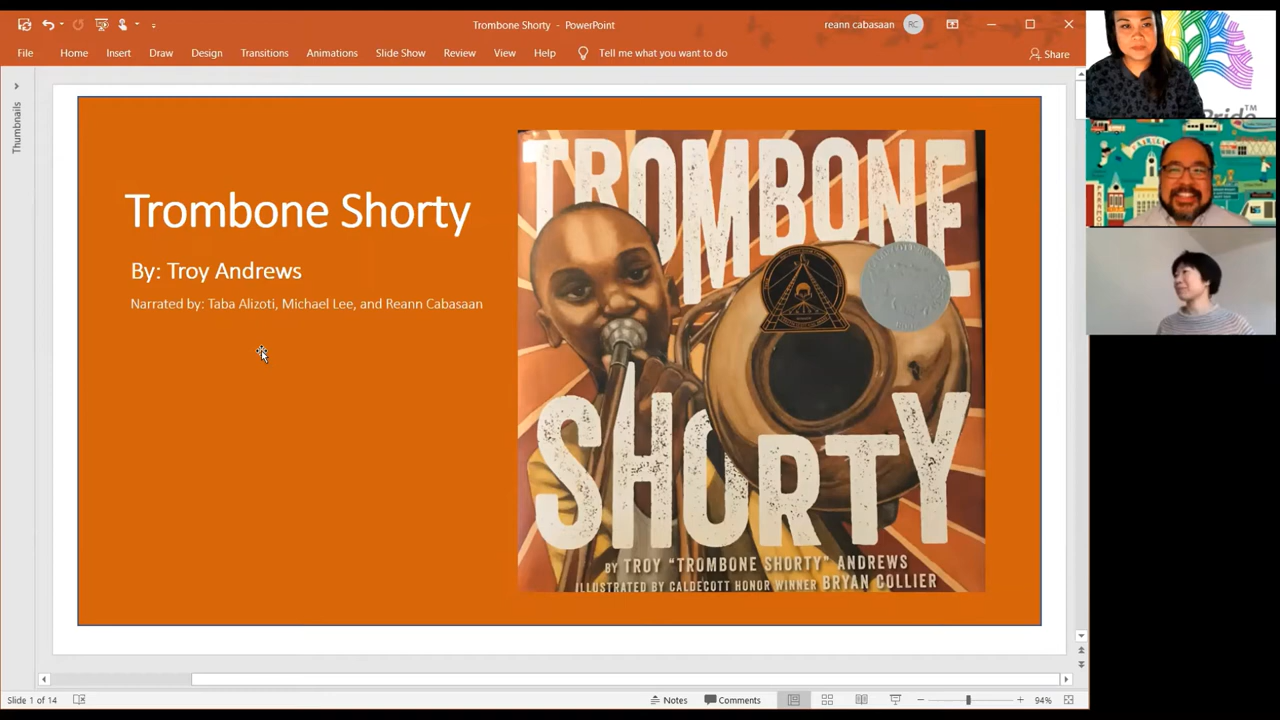 Trombone Shorty - PowerPoint
reann cabasaan
RC
File Home Insert Draw Design Transitions Animations Slide Show Review View Help Tell me what you want to do
Share
Thumbnails
Trombone Shorty
By: Troy Andrews
Narrated by: Taba Alizoti, Michael Lee, and Reann Cabasaan
TROMBONE
SHORTY
BY TROY "TROMBONE SHORTY" ANDREWS
ILLUSTRATED BY CALDECOTT HONOR WINNER BRYAN COLLIER
Slide 1 of 14
Notes Comments
94%